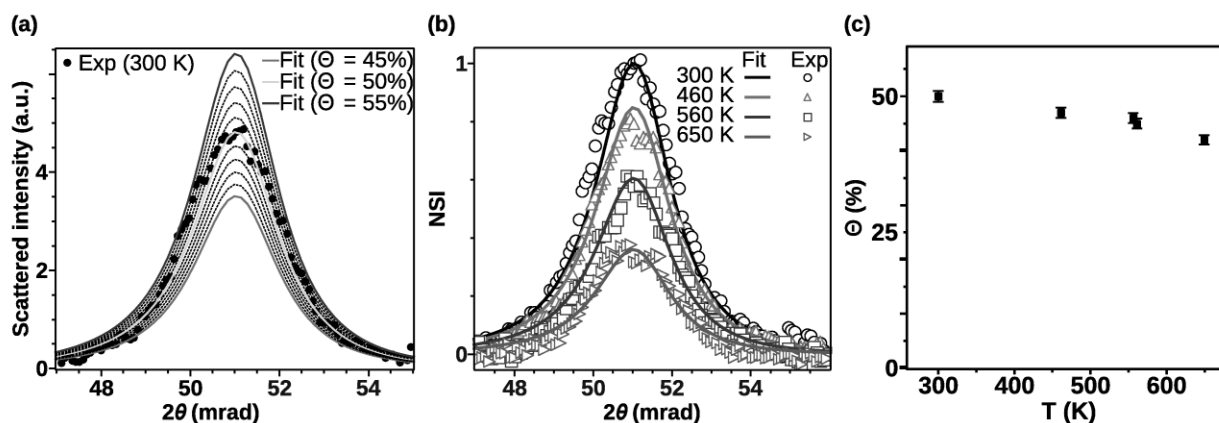 (a)
Exp (300 K)
Fit (Θ = 45%)
Fit (Θ = 50%)
Fit (Θ = 55%)
Scattered intensity (a.u.)
4
2
0
48 50 52 54
2θ (mrad)
(b)
Fit Exp
300 K
460 K
560 K
650 K
NSI
1
0
48 50 52 54
2θ (mrad)
(c)
Θ (%)
50
25
0
300 400 500 600
T (K)